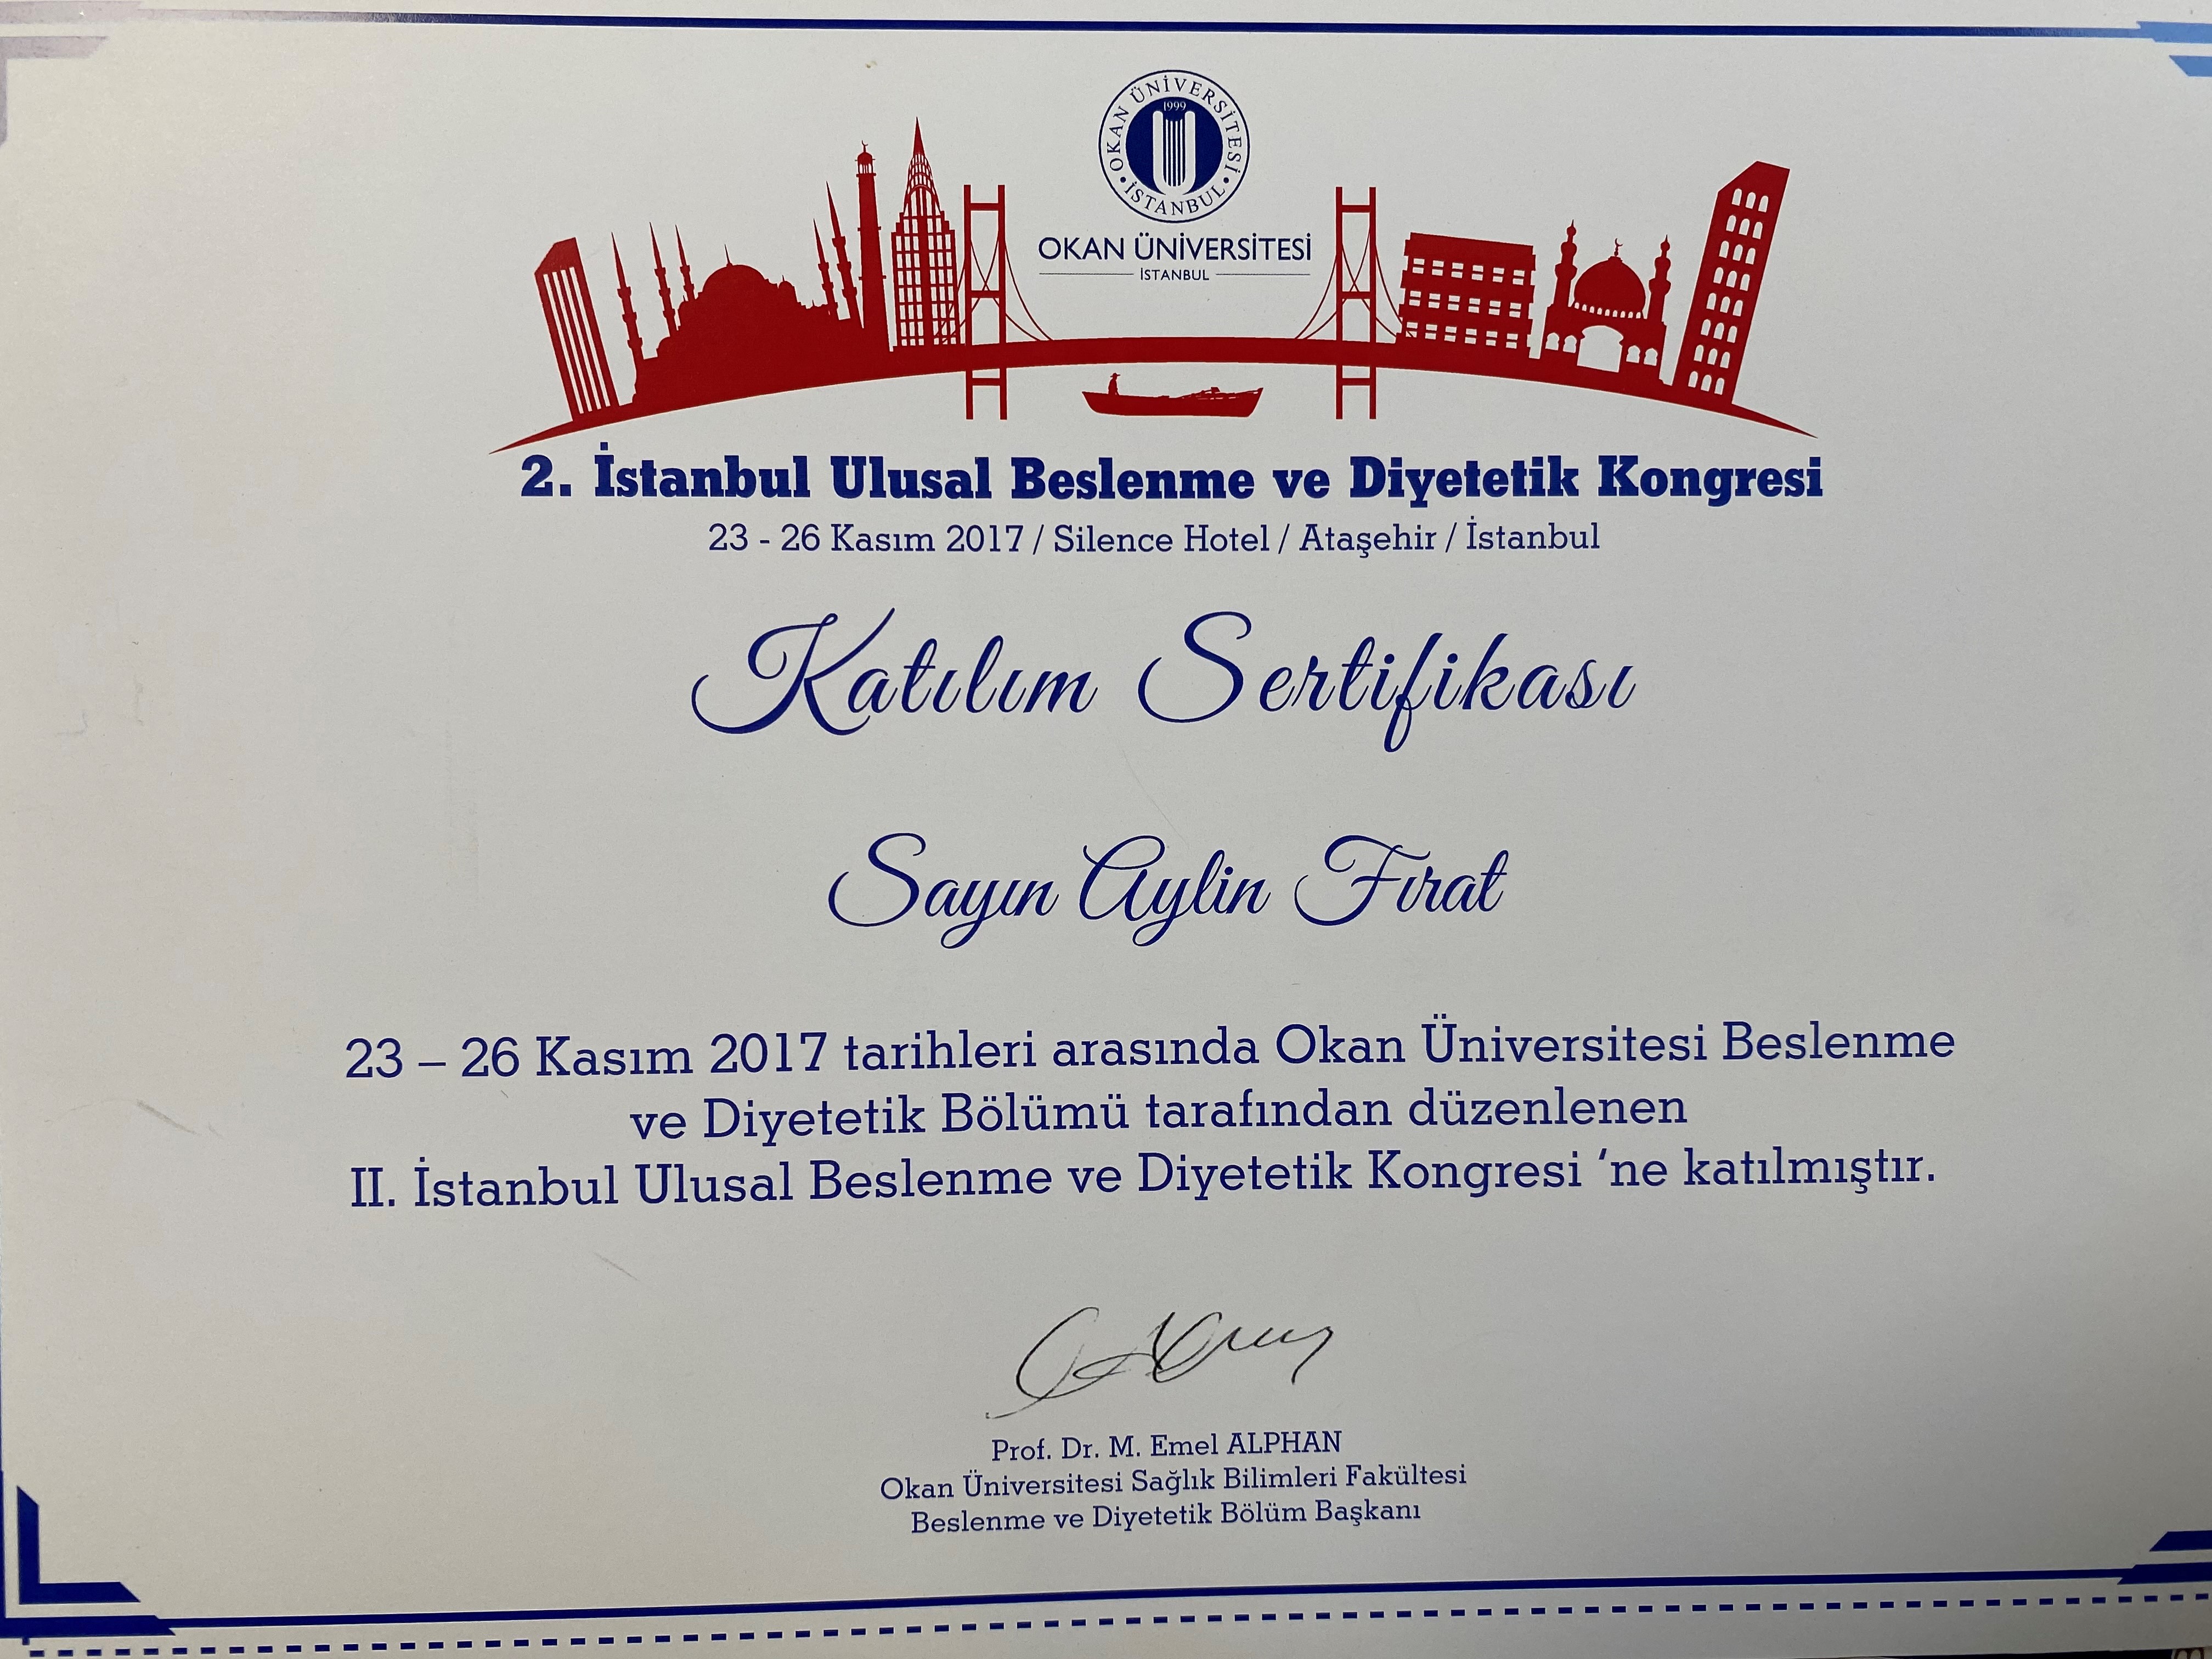 OKAN ÜNİVERSİTESİ • İSTANBUL •
1999
OKAN ÜNİVERSİTESİ
İSTANBUL
2. İstanbul Ulusal Beslenme ve Diyetetik Kongresi
23 - 26 Kasım 2017 / Silence Hotel / Ataşehir / İstanbul
Katılım Sertifikası
Sayın Aylin Fırat
23 – 26 Kasım 2017 tarihleri arasında Okan Üniversitesi Beslenme
ve Diyetetik Bölümü tarafından düzenlenen
II. İstanbul Ulusal Beslenme ve Diyetetik Kongresi ’ne katılmıştır.
Prof. Dr. M. Emel ALPHAN
Okan Üniversitesi Sağlık Bilimleri Fakültesi
Beslenme ve Diyetetik Bölüm Başkanı